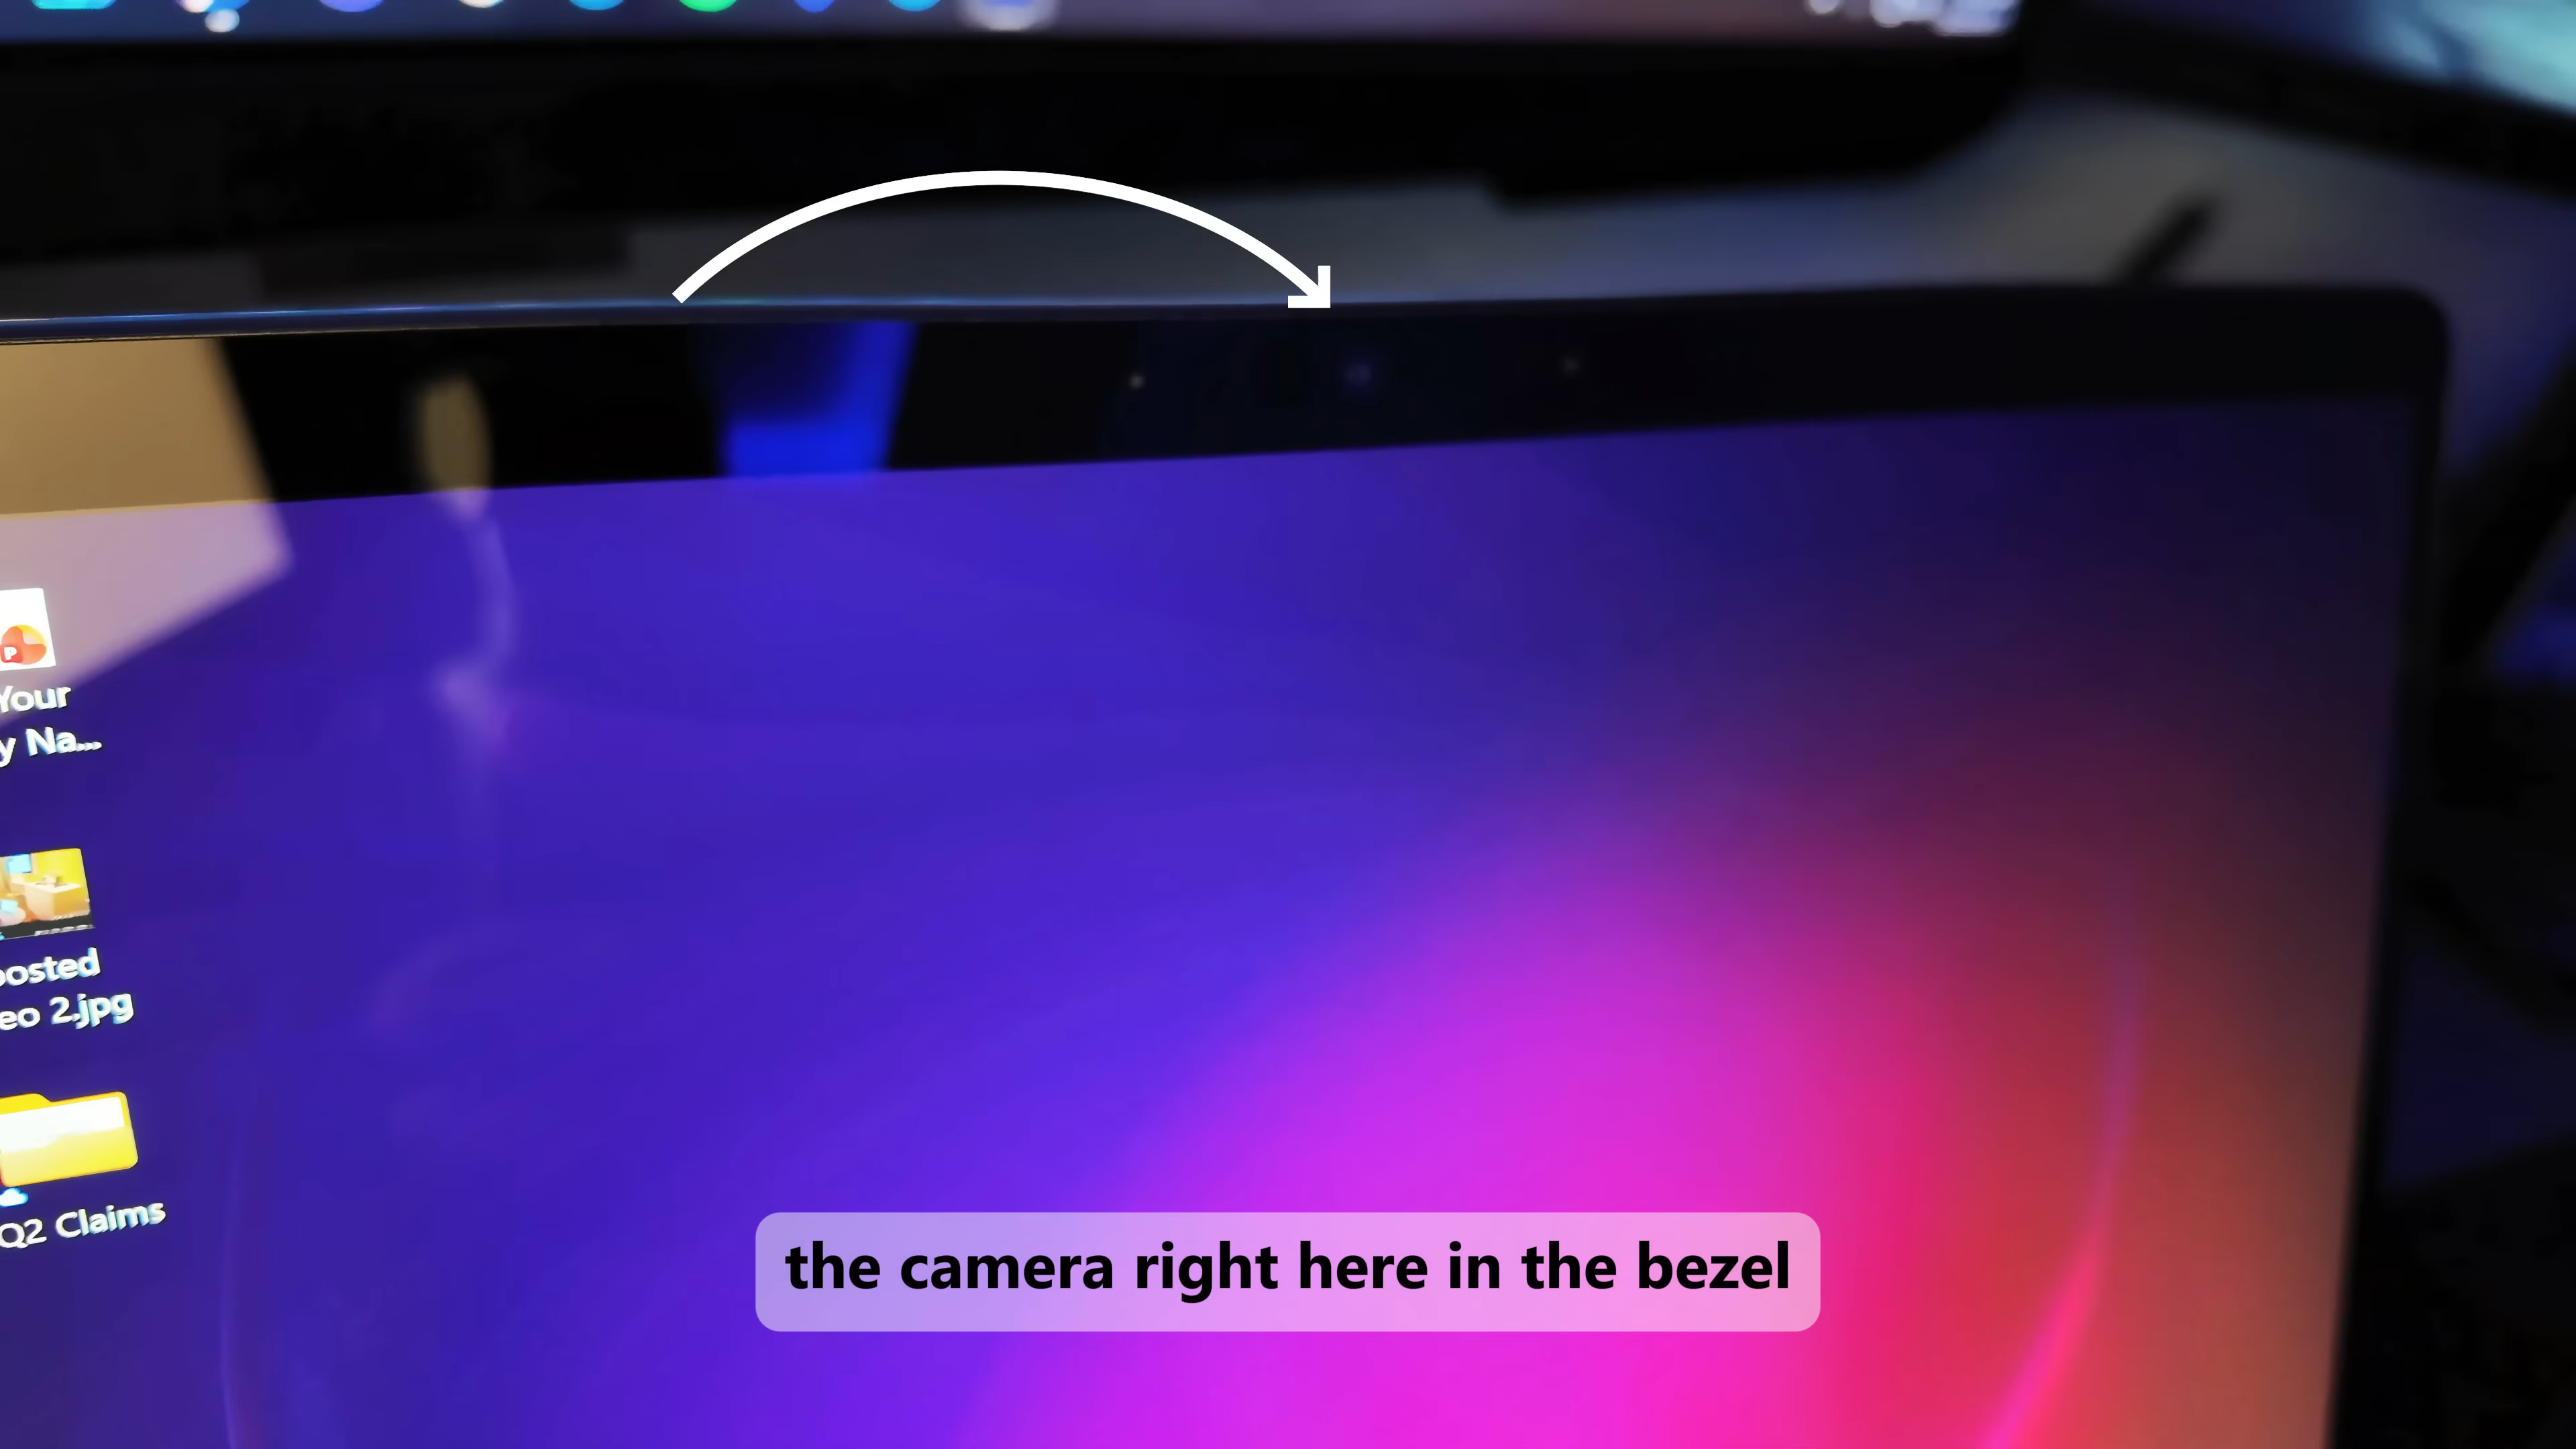 P
Your
y Na...
osted
eo 2.jpg
Q2 Claims
the camera right here in the bezel